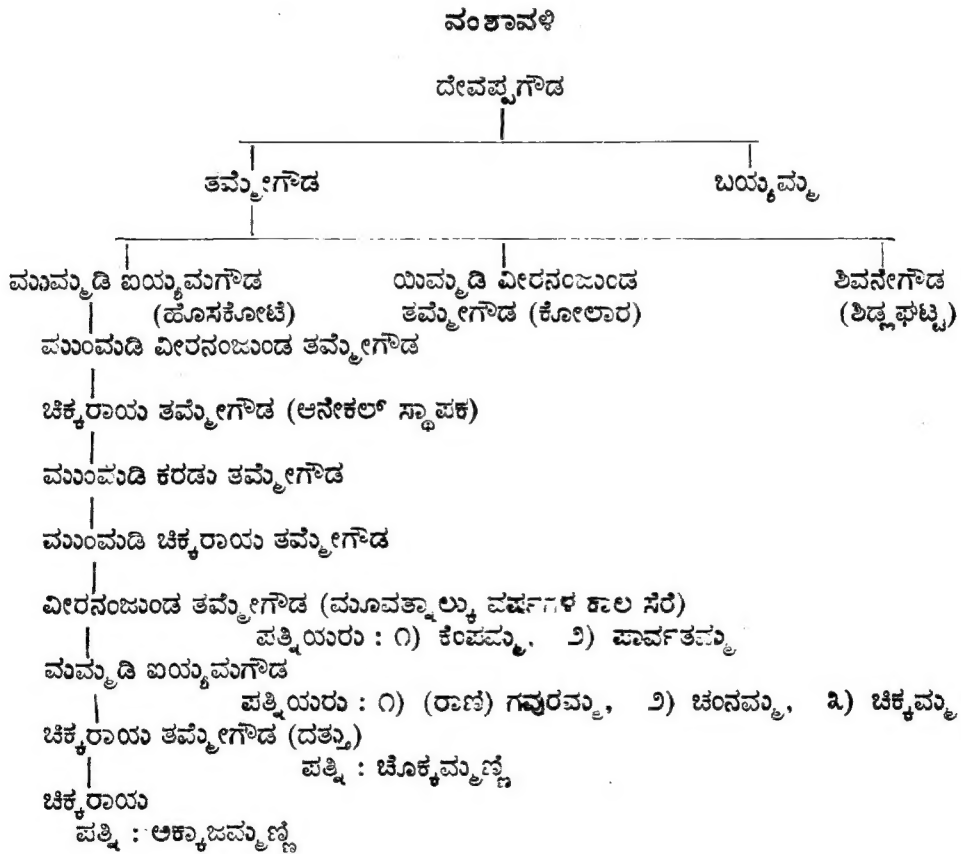 ವಂಶಾವಳಿ
ದೇವಪ್ಪಗೌಡ
ತಮ್ಮೇಗೌಡ ಬಯ್ಯಮ್ಮ
ಮುಮ್ಮಡಿ ಐಯ್ಯಮಗೌಡ ಯಿಮ್ಮಡಿ ವೀರನಂಜುಂಡ ಶಿವನೇಗೌಡ
(ಹೊಸಕೋಟೆ) ತಮ್ಮೇಗೌಡ (ಕೋಲಾರ) (ಶಿಡ್ಲಘಟ್ಟ)
ಮುಂಮಡಿ ವೀರನಂಜುಂಡ ತಮ್ಮೇಗೌಡ
ಚಿಕ್ಕರಾಯ ತಮ್ಮೇಗೌಡ (ಆನೇಕಲ್ ಸ್ಥಾಪಕ)
ಮುಂಮಡಿ ಕರಡು ತಮ್ಮೇಗೌಡ
ಮುಂಮಡಿ ಚಿಕ್ಕರಾಯ ತಮ್ಮೇಗೌಡ
ವೀರನಂಜುಂಡ ತಮ್ಮೇಗೌಡ (ಮೂವತ್ನಾಲ್ಕು ವರ್ಷಗಳ ಕಾಲ ಸೆರೆ)
ಪತ್ನಿಯರು : ೧) ಕೆಂಪಮ್ಮ, ೨) ಪಾರ್ವತಮ್ಮ
ಮಮ್ಮಡಿ ಐಯ್ಯಮಗೌಡ
ಪತ್ನಿಯರು : ೧) (ರಾಣಿ) ಗವುರಮ್ಮ, ೨) ಚಂನಮ್ಮ, ೩) ಚಿಕ್ಕಮ್ಮ
ಚಿಕ್ಕರಾಯ ತಮ್ಮೇಗೌಡ (ದತ್ತು)
ಪತ್ನಿ : ಚೊಕ್ಕಮ್ಮಣ್ಣಿ
ಚಿಕ್ಕರಾಯ
ಪತ್ನಿ : ಅಕ್ಕಾಜಮ್ಮಣ್ಣಿ